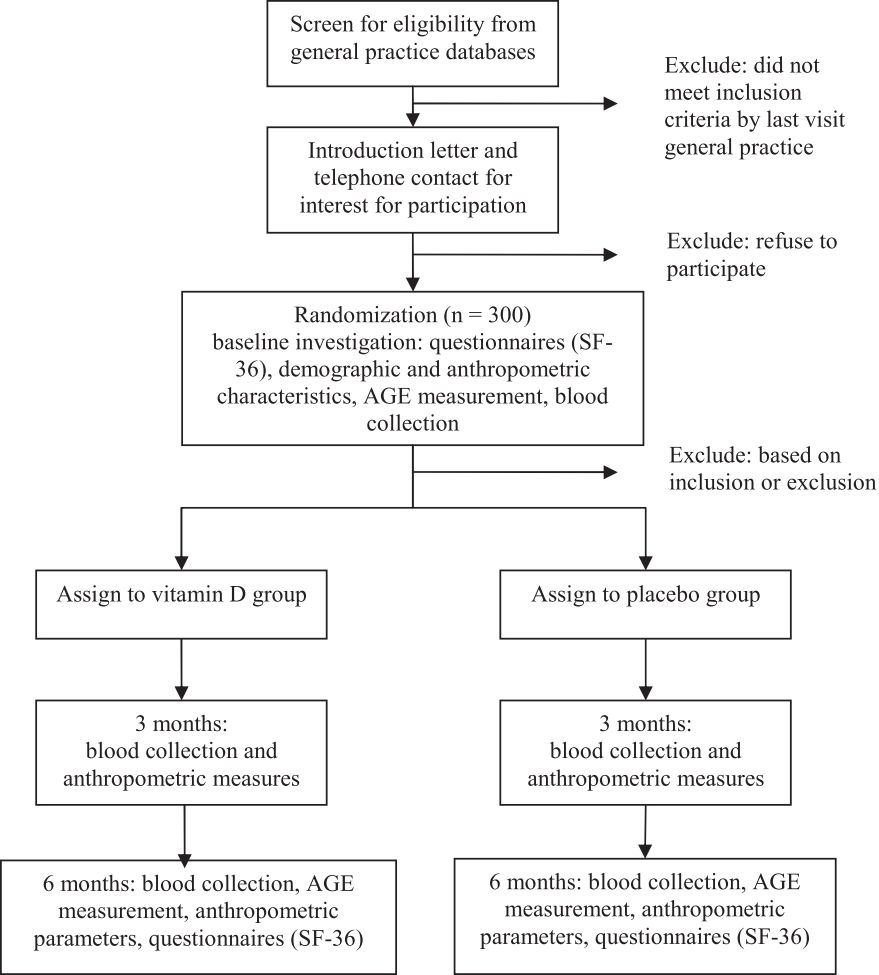 Screen for eligibility from
general practice databases
Exclude: did not
meet inclusion
criteria by last visit
general practice
Introduction letter and
telephone contact for
interest for participation
Exclude: refuse to
participate
Randomization (n = 300)
baseline investigation: questionnaires (SF-
36), demographic and anthropometric
characteristics, AGE measurement, blood
collection
Exclude: based on
inclusion or exclusion
Assign to vitamin D group
Assign to placebo group
3 months:
blood collection and
anthropometric measures
3 months:
blood collection and
anthropometric measures
6 months: blood collection, AGE
measurement, anthropometric
parameters, questionnaires (SF-36)
6 months: blood collection, AGE
measurement, anthropometric
parameters, questionnaires (SF-36)